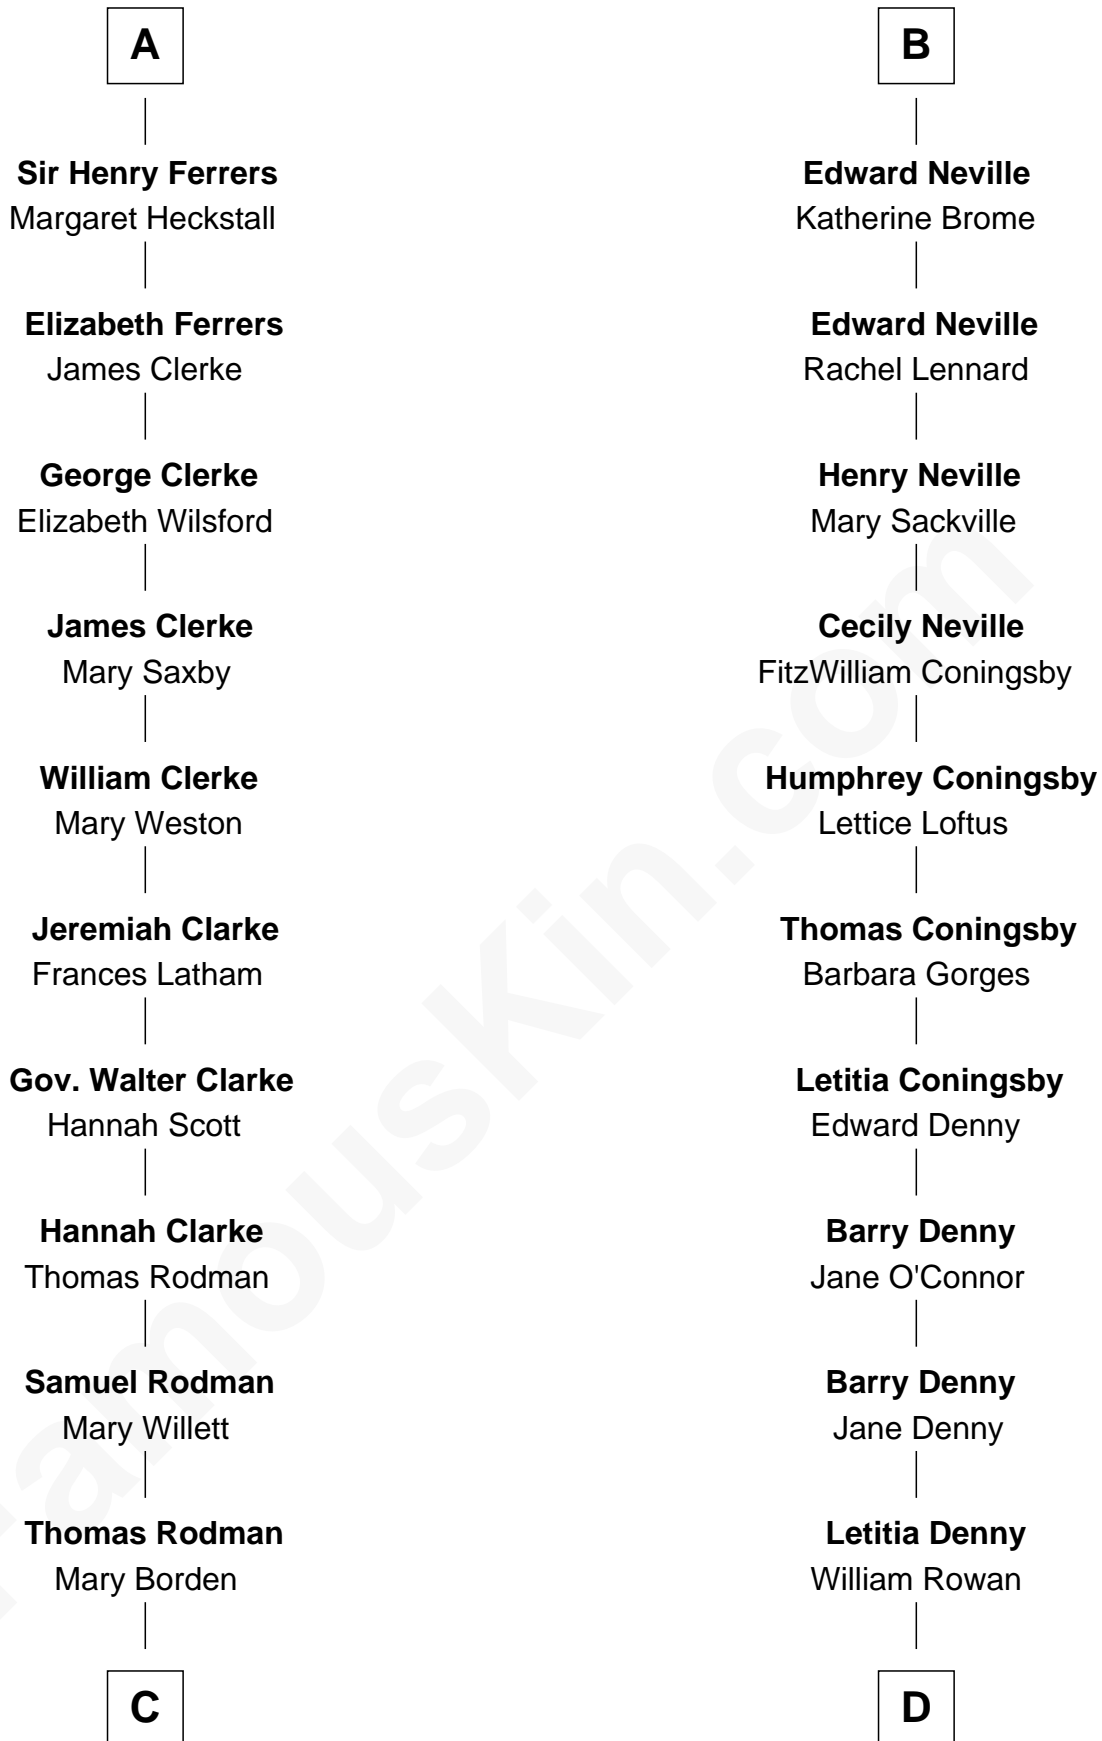 A
Sir Henry Ferrers
Margaret Heckstall
Elizabeth Ferrers
James Clerke
George Clerke
Elizabeth Wilsford
James Clerke
Mary Saxby
William Clerke
Mary Weston
Jeremiah Clarke
Frances Latham
Gov. Walter Clarke
Hannah Scott
Hannah Clarke
Thomas Rodman
Samuel Rodman
Mary Willett
Thomas Rodman
Mary Borden
C
B
Edward Neville
Katherine Brome
Edward Neville
Rachel Lennard
Henry Neville
Mary Sackville
Cecily Neville
FitzWilliam Coningsby
Humphrey Coningsby
Lettice Loftus
Thomas Coningsby
Barbara Gorges
Letitia Coningsby
Edward Denny
Barry Denny
Jane O'Connor
Barry Denny
Jane Denny
Letitia Denny
William Rowan
D
FamousKin.com